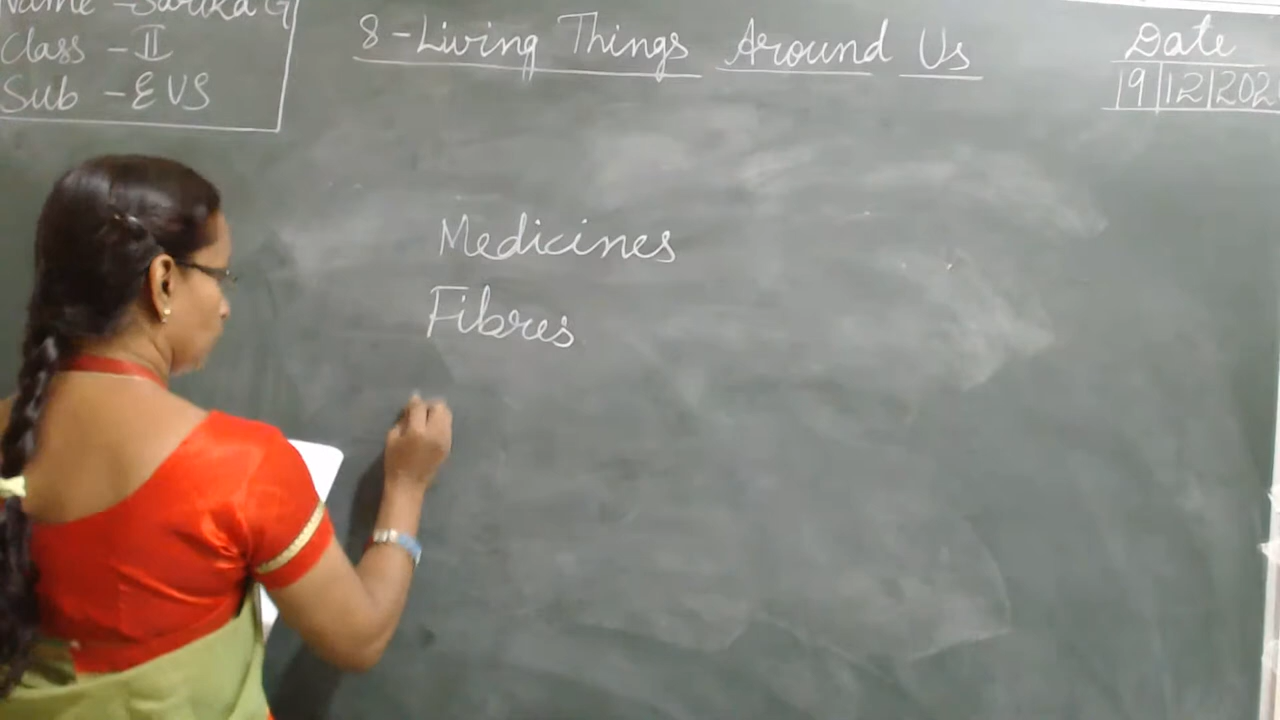 Name - Sarika G
Class - II
Sub - EVS
8 - Living Things Around Us
Date
19/12/202
Medicines
Fibres